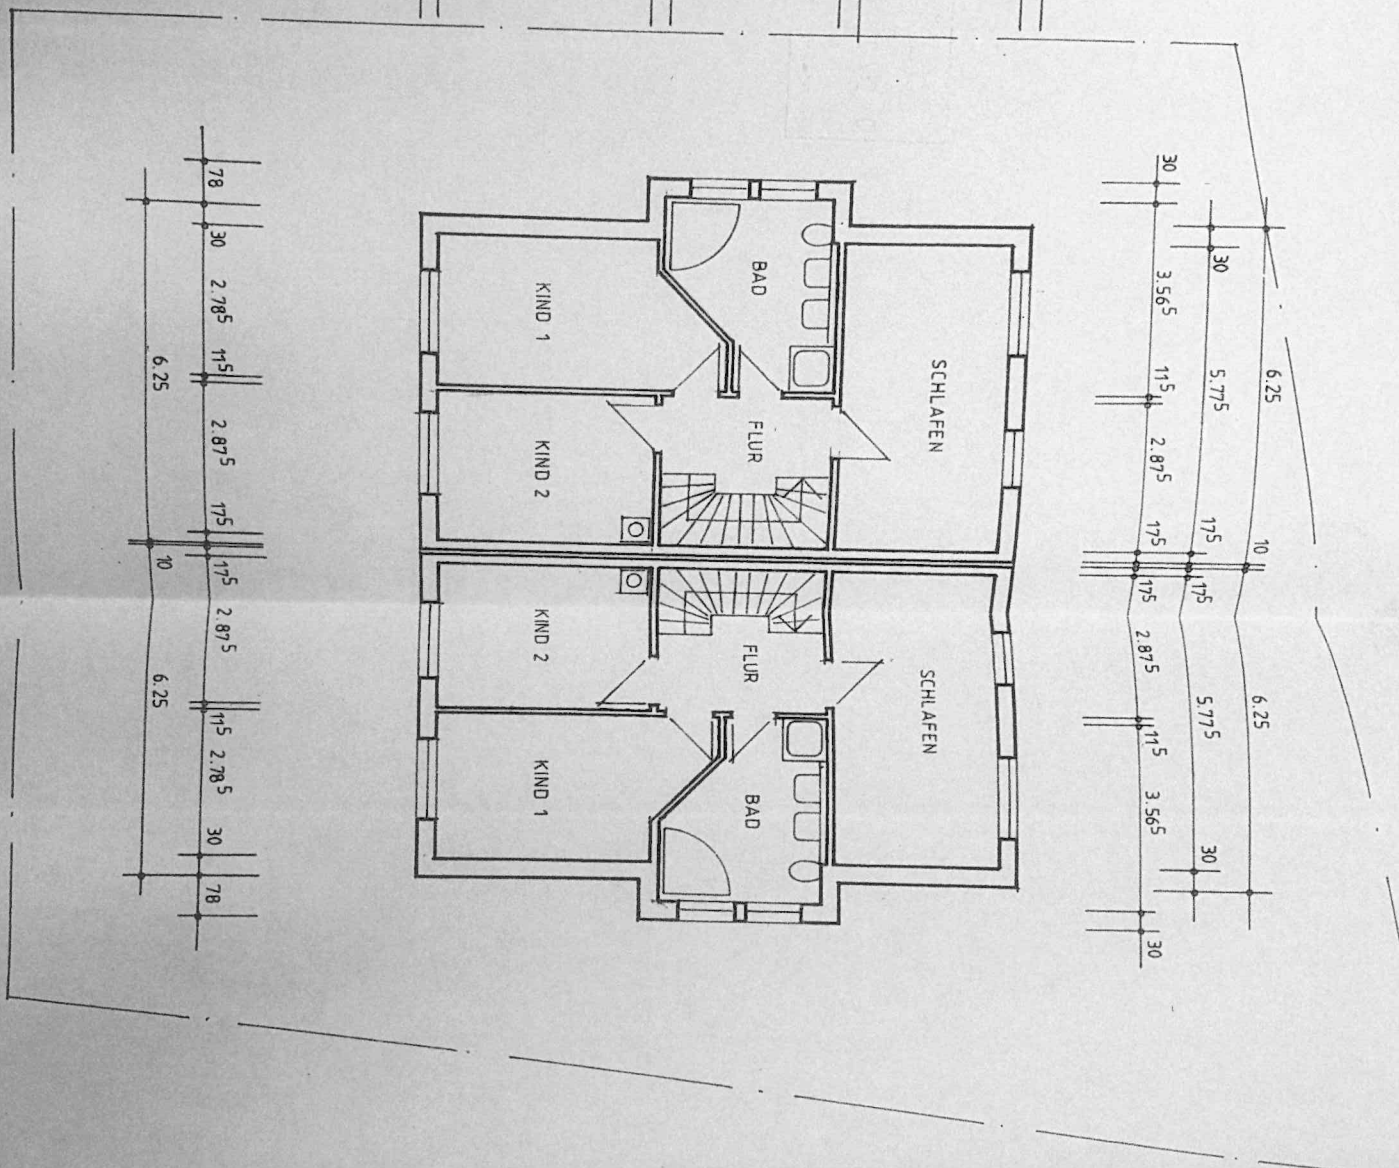 6.25 10 6.25
30 5.77⁵ 17⁵ 17⁵ 5.77⁵ 30
30 3.56⁵ 11⁵ 2.87⁵ 17⁵ 17⁵ 2.87⁵ 11⁵ 3.56⁵ 30
SCHLAFEN SCHLAFEN
BAD FLUR FLUR BAD
KIND 1 KIND 2 KIND 2 KIND 1
78 30 2.78⁵ 11⁵ 2.87⁵ 17⁵ 17⁵ 2.87⁵ 11⁵ 2.78⁵ 30 78
6.25 10 6.25